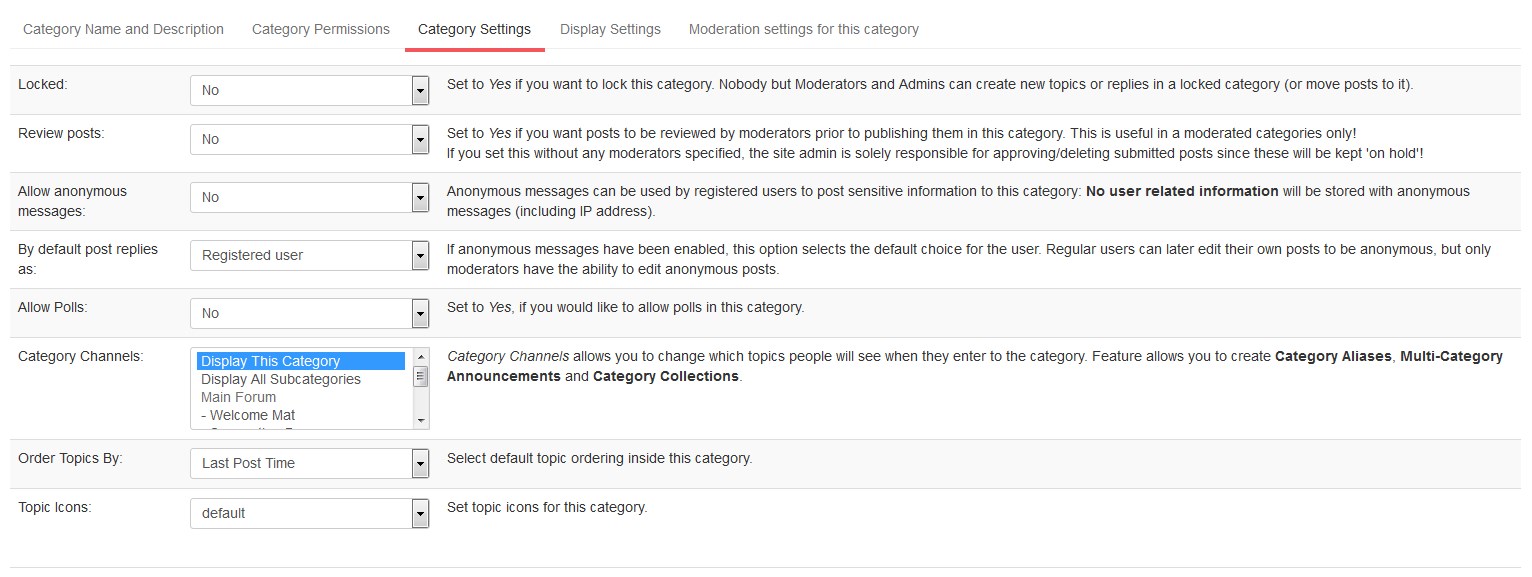 Category Name and Description Category Permissions Category Settings Display Settings Moderation settings for this category
Locked: No Set to Yes if you want to lock this category. Nobody but Moderators and Admins can create new topics or replies in a locked category (or move posts to it).
Review posts: No Set to Yes if you want posts to be reviewed by moderators prior to publishing them in this category. This is useful in a moderated categories only!
If you set this without any moderators specified, the site admin is solely responsible for approving/deleting submitted posts since these will be kept 'on hold'!
Allow anonymous
messages:
No
Anonymous messages can be used by registered users to post sensitive information to this category: No user related information will be stored with anonymous
messages (including IP address).
By default post replies
as:
Registered user
If anonymous messages have been enabled, this option selects the default choice for the user. Regular users can later edit their own posts to be anonymous, but only
moderators have the ability to edit anonymous posts.
Allow Polls: No Set to Yes, if you would like to allow polls in this category.
Category Channels:
Display This Category
Display All Subcategories
Main Forum
- Welcome Mat
Category Channels allows you to change which topics people will see when they enter to the category. Feature allows you to create Category Aliases, Multi-Category
Announcements and Category Collections.
Order Topics By: Last Post Time Select default topic ordering inside this category.
Topic Icons: default Set topic icons for this category.